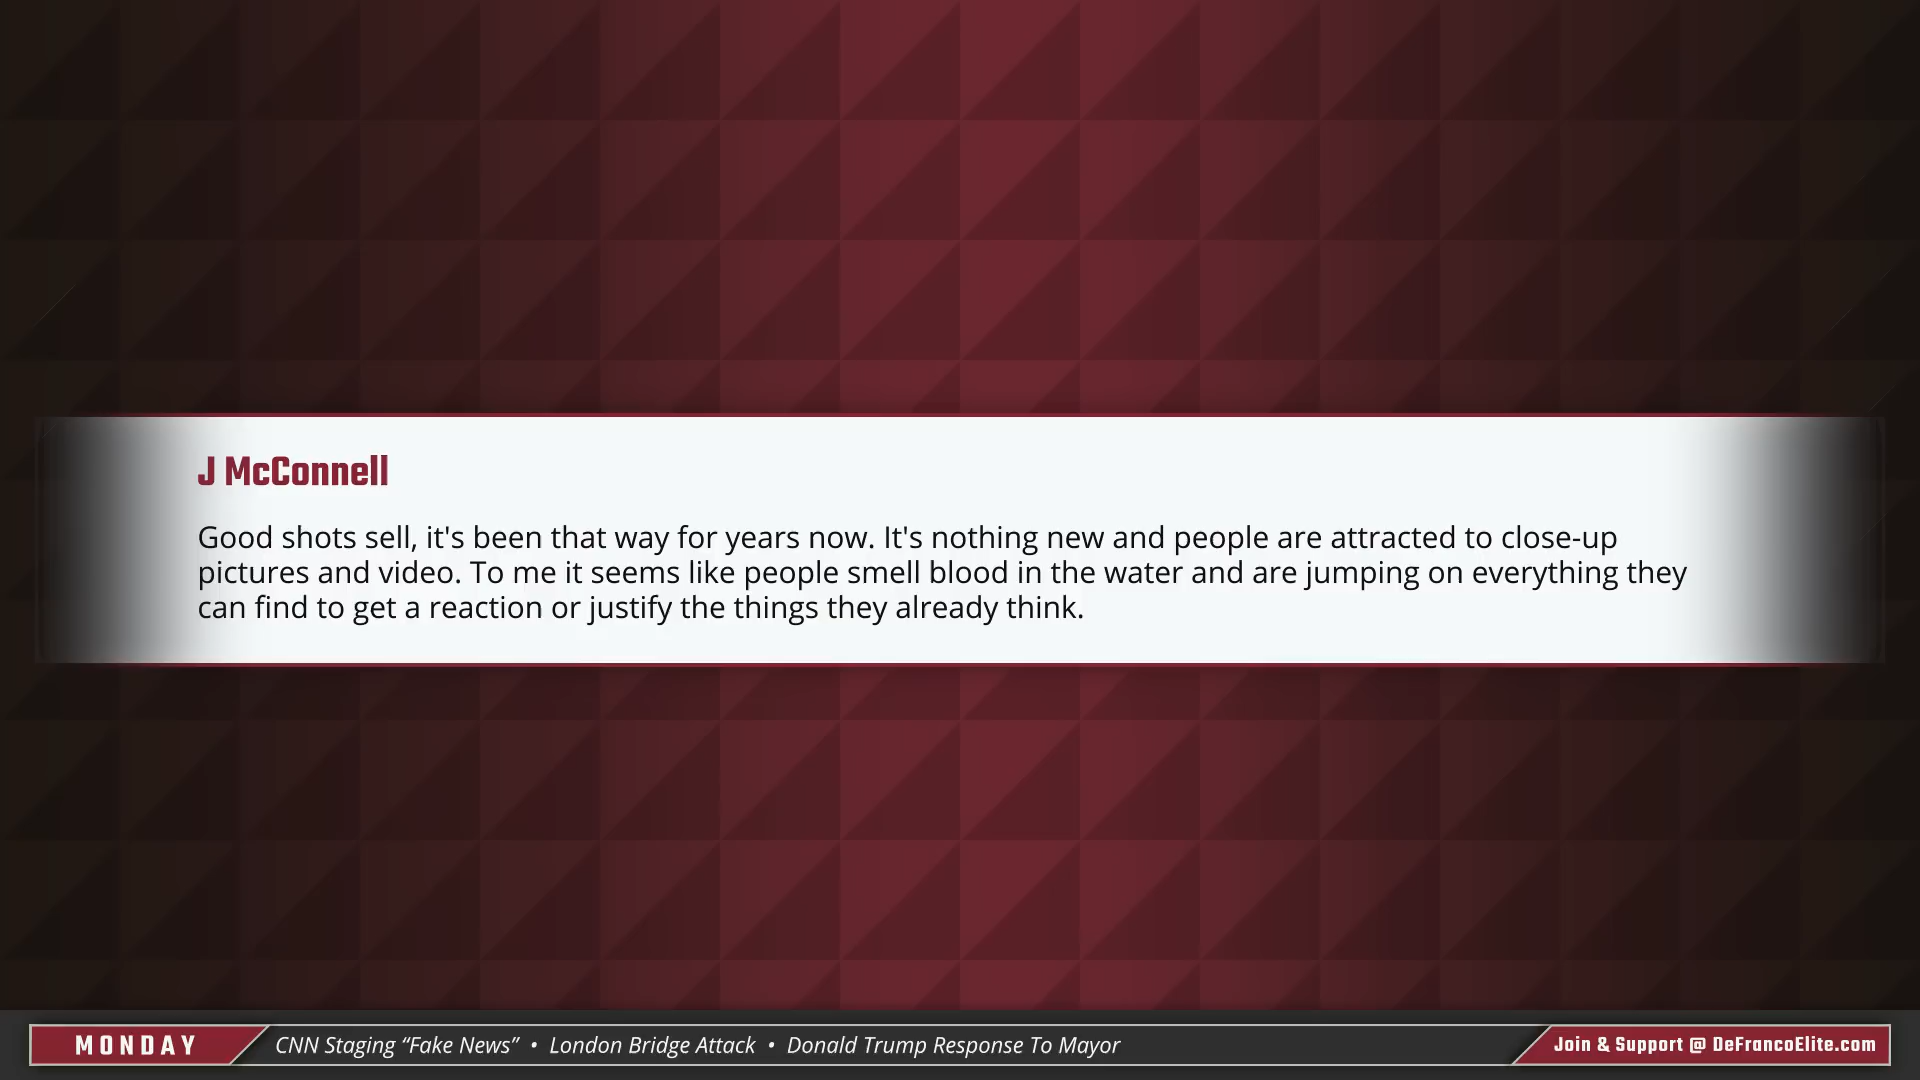 J McConnell
Good shots sell, it's been that way for years now. It's nothing new and people are attracted to close-up
pictures and video. To me it seems like people smell blood in the water and are jumping on everything they
can find to get a reaction or justify the things they already think.
MONDAY
CNN Staging “Fake News” • London Bridge Attack • Donald Trump Response To Mayor
Join & Support @ DeFrancoElite.com